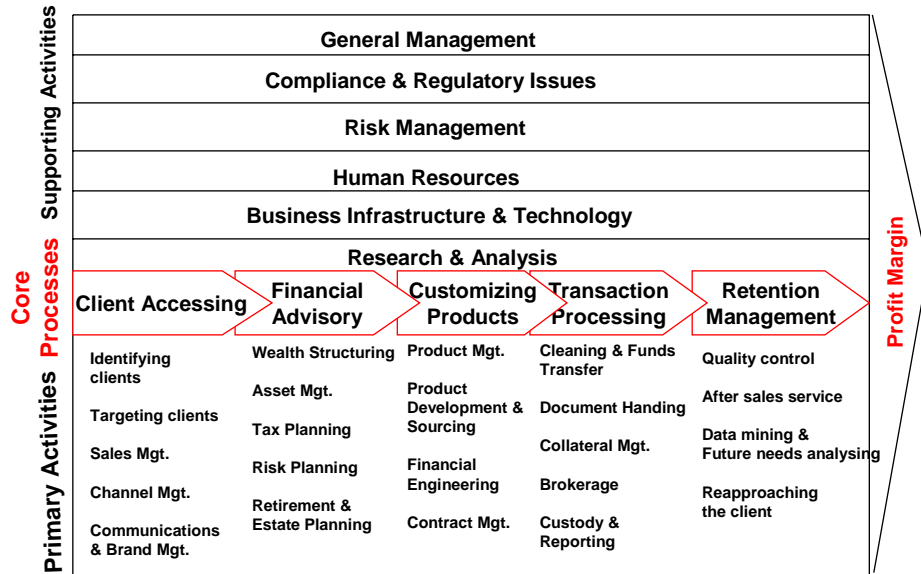 Supporting Activities
General Management
Compliance & Regulatory Issues
Risk Management
Human Resources
Business Infrastructure & Technology
Research & Analysis
Core
Processes
Client Accessing
Financial
Advisory
Customizing
Products
Transaction
Processing
Retention
Management
Profit Margin
Primary Activities
Identifying
clients
Targeting clients
Sales Mgt.
Channel Mgt.
Communications
& Brand Mgt.
Wealth Structuring
Asset Mgt.
Tax Planning
Risk Planning
Retirement &
Estate Planning
Product Mgt.
Product
Development &
Sourcing
Financial
Engineering
Contract Mgt.
Cleaning & Funds
Transfer
Document Handing
Collateral Mgt.
Brokerage
Custody &
Reporting
Quality control
After sales service
Data mining &
Future needs analysing
Reapproaching
the client